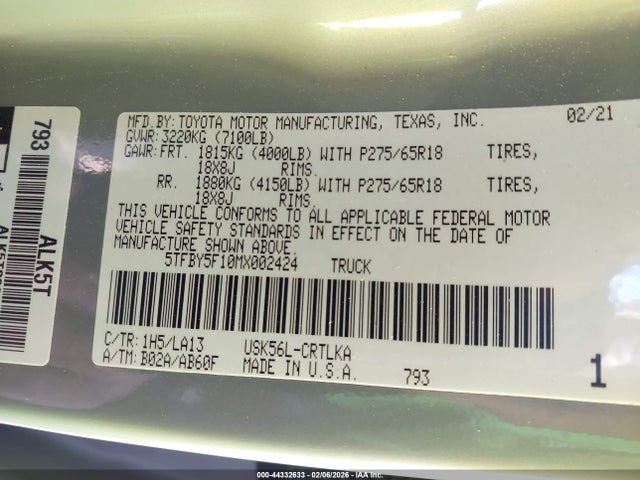 MFD.BY:TOYOTA MOTOR MANUFACTURING, TEXAS, INC. 02/21
GVWR:3220KG (7100LB)
GAWR:FRT. 1815KG (4000LB) WITH P275/65R18 TIRES,
18X8J RIMS.
RR. 1880KG (4150LB) WITH P275/65R18 TIRES,
18X8J RIMS.
THIS VEHICLE CONFORMS TO ALL APPLICABLE FEDERAL MOTOR
VEHICLE SAFETY STANDARDS IN EFFECT ON THE DATE OF
MANUFACTURE SHOWN ABOVE.
5TFBY5F10MX002424 TRUCK
C/TR:1H5/LA13 USK56L-CRTLKA
A/TM:B02A/AB60F MADE IN U.S.A. 793
1
793
ALK5T
000-44332633 - 02/06/2026 - IAA Inc.